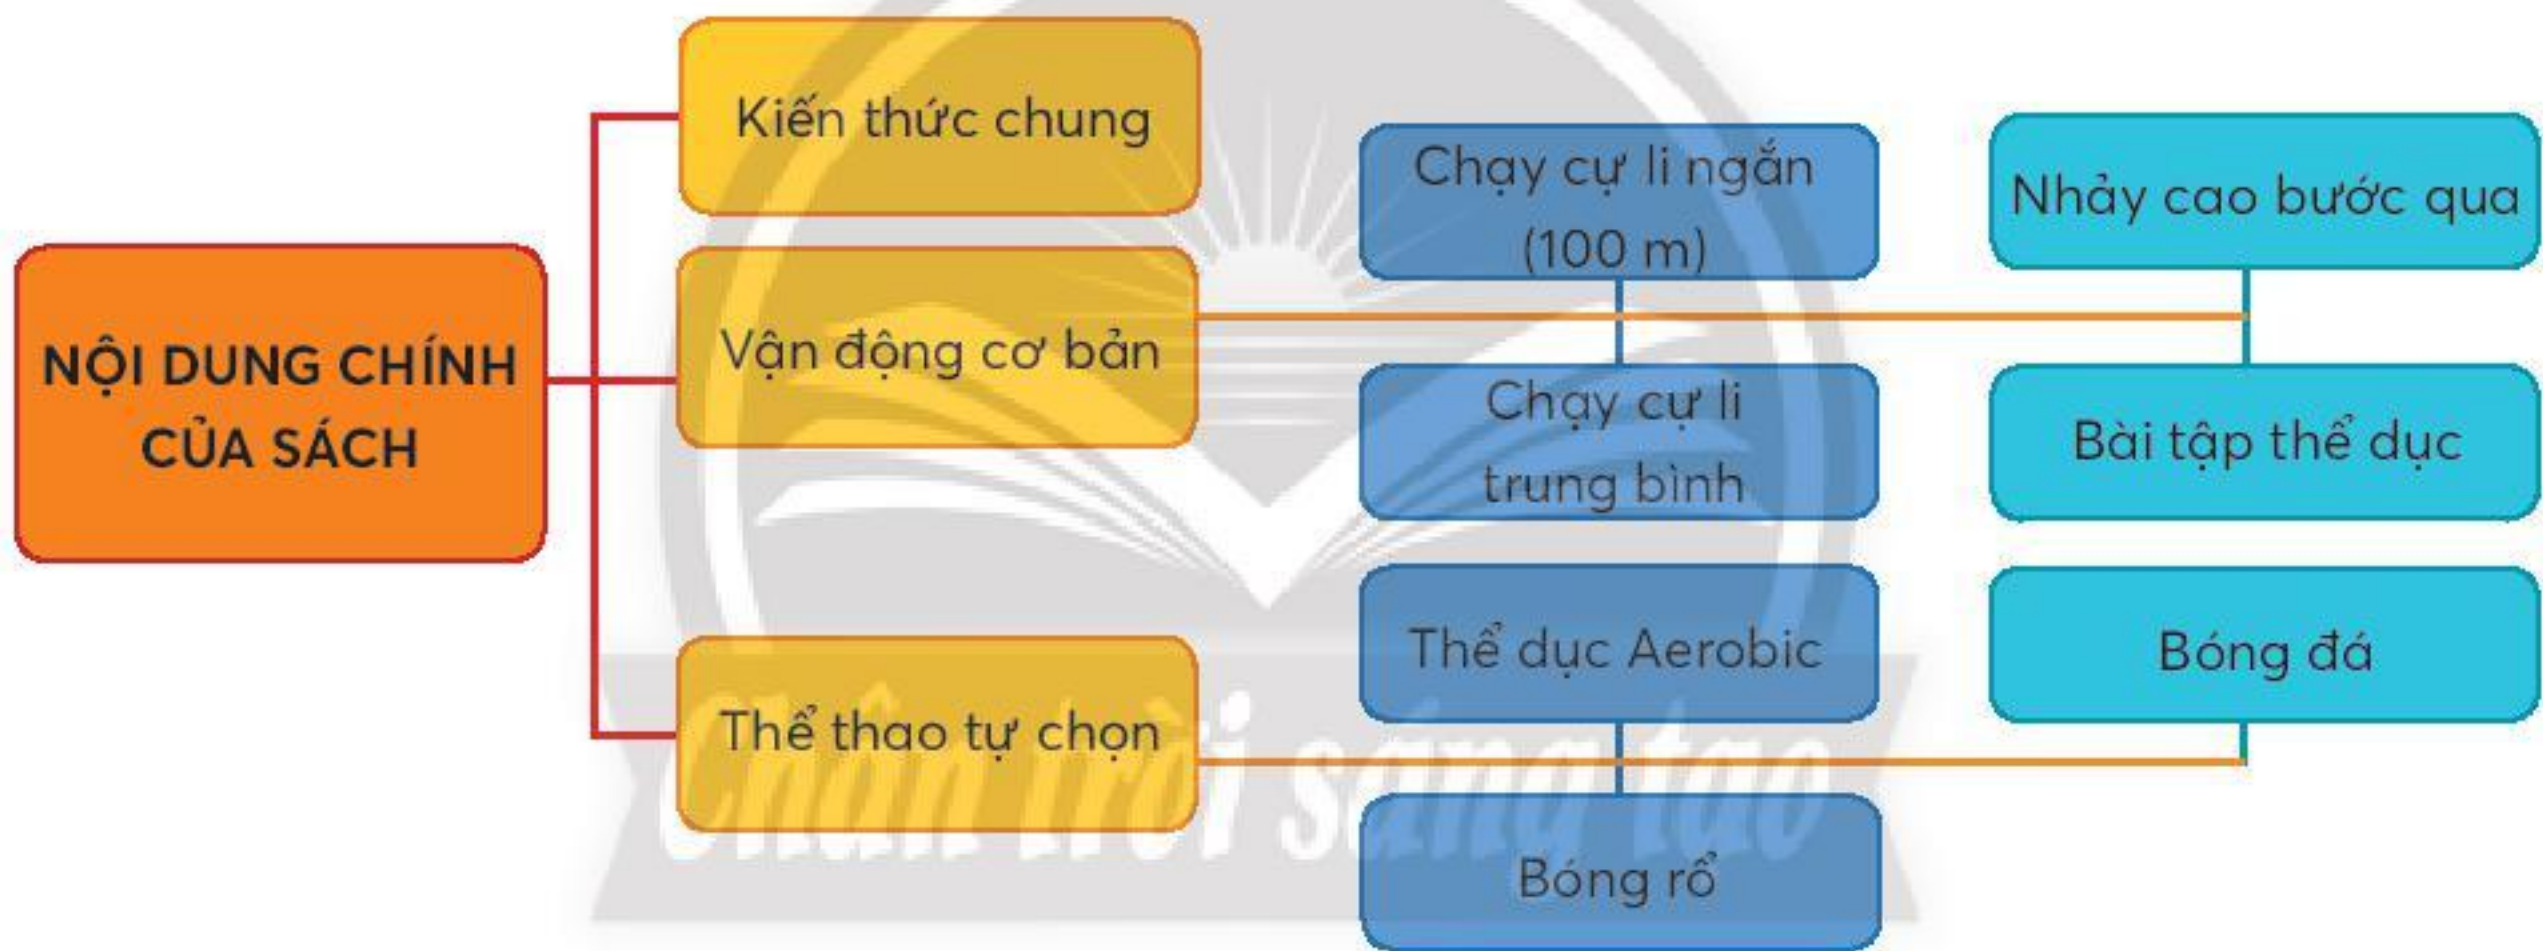 NỘI DUNG CHÍNH
CỦA SÁCH
Kiến thức chung
Vận động cơ bản
Chạy cự li ngắn
(100 m)
Nhảy cao bước qua
Chạy cự li
trung bình
Bài tập thể dục
Thể thao tự chọn
Thể dục Aerobic
Bóng đá
Bóng rổ
Chân trời sáng tạo